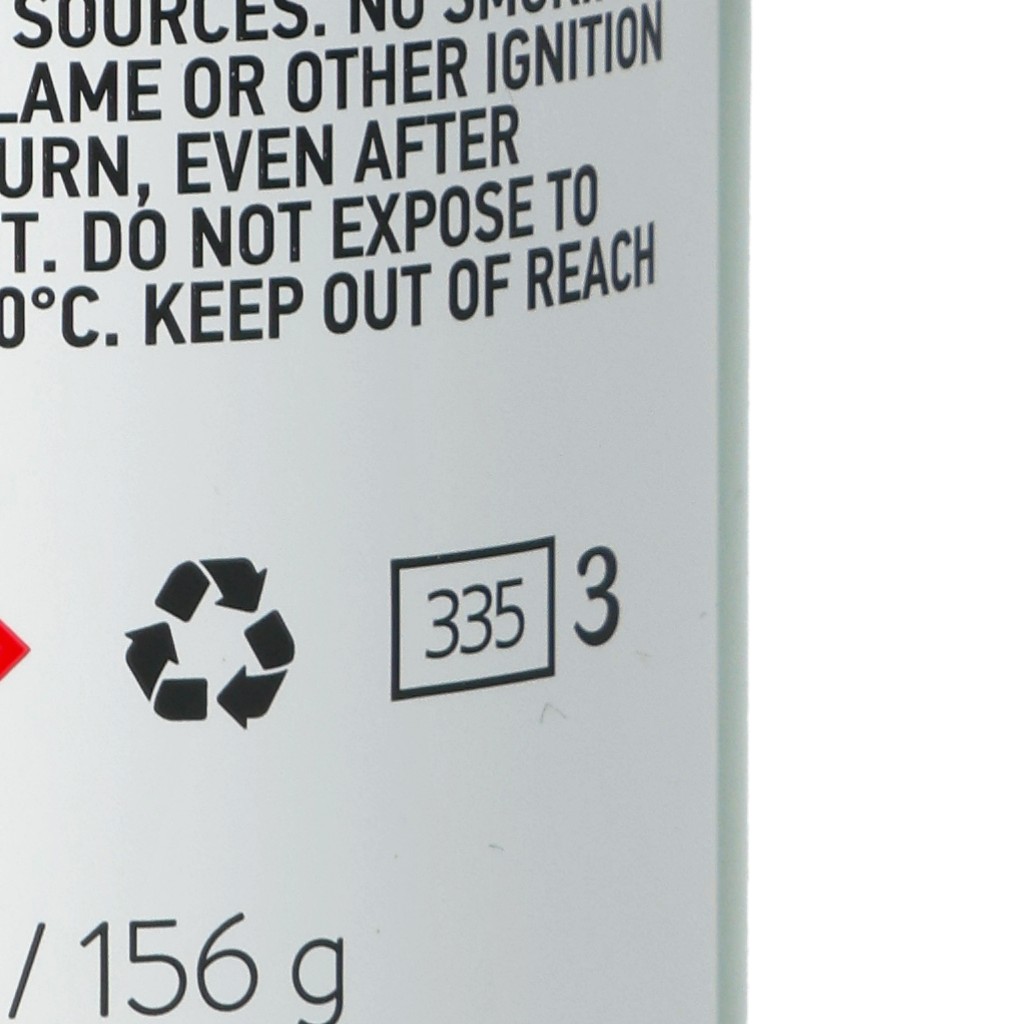 SOURCES. NO
LAME OR OTHER IGNITION
URN, EVEN AFTER
T. DO NOT EXPOSE TO
0°C. KEEP OUT OF REACH
335 3
/ 156 g